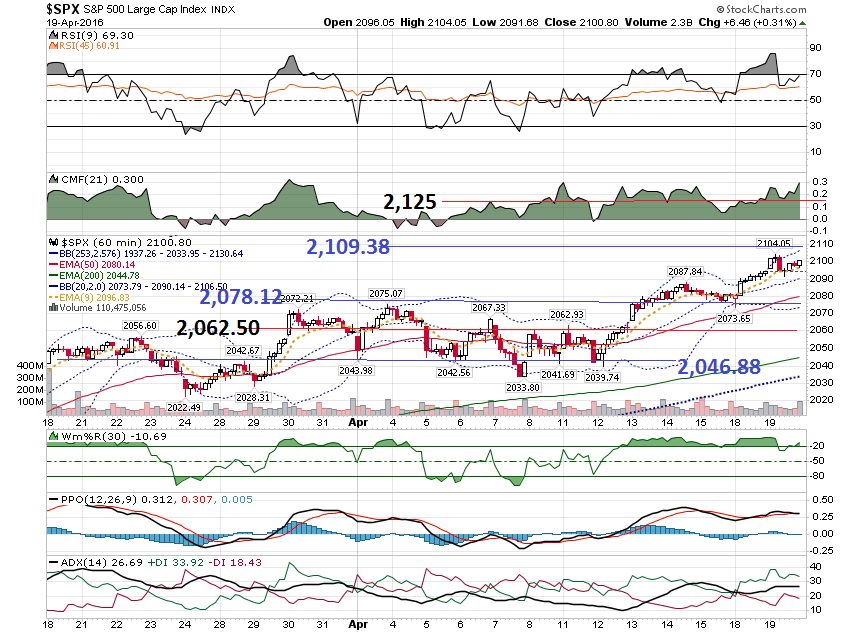 $SPX S&P 500 Large Cap Index INDX
© StockCharts.com
19-Apr-2016
Open 2096.05 High 2104.05 Low 2091.68 Close 2100.80 Volume 2.3B Chg +6.46 (+0.31%)
RSI(9) 69.30
RSI(45) 60.91
90
70
50
30
10
CMF(21) 0.300
0.3
0.2
0.1
0.0
-0.1
2,125
$SPX (60 min) 2100.80
BB(253,2.576) 1937.26 - 2033.95 - 2130.64
EMA(50) 2080.14
EMA(200) 2044.78
BB(20,2.0) 2073.79 - 2090.14 - 2106.50
EMA(9) 2096.83
Volume 110,475,056
2,109.38
2,078.12
2,062.50
2,046.88
2056.60
2022.49
2042.67
2028.31
2072.21
2043.98
2075.07
2042.56
2067.33
2033.80
2041.69
2062.93
2039.74
2087.84
2073.65
2104.05
2110
2100
2090
2080
2070
2060
2050
2040
2030
2020
400M
300M
200M
100M
18 21 22 23 24 28 29 30 31 Apr 4 5 6 7 8 11 12 13 14 15 18 19
Wm%R(30) -10.69
-20
-50
-80
PPO(12,26,9) 0.312, 0.307, 0.005
0.50
0.25
0.00
-0.25
ADX(14) 26.69 +DI 33.92 -DI 18.43
40
30
20
10
18 21 22 23 24 28 29 30 31 Apr 4 5 6 7 8 11 12 13 14 15 18 19